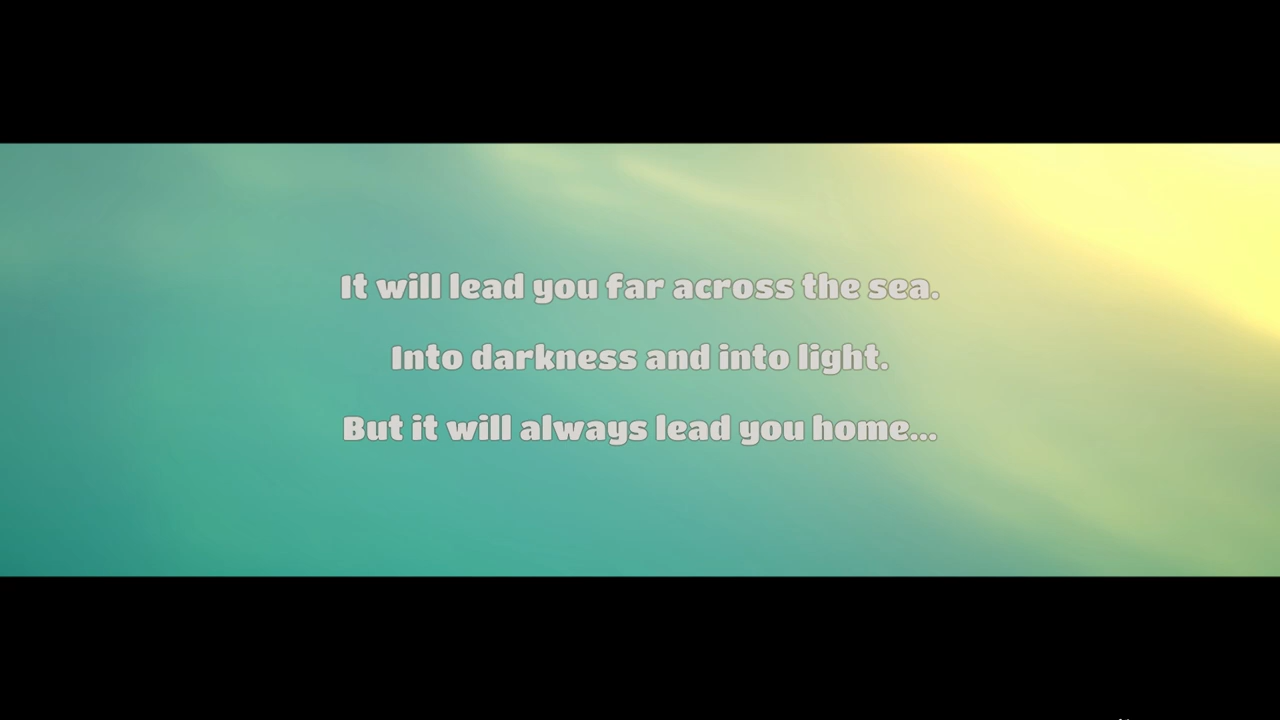 It will lead you far across the sea.
Into darkness and into light.
But it will always lead you home...